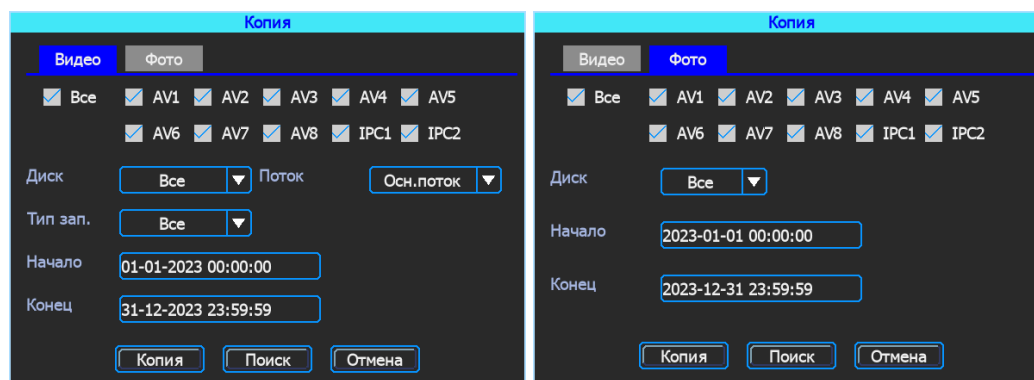 Копия
Видео Фото
Все AV1 AV2 AV3 AV4 AV5
AV6 AV7 AV8 IPC1 IPC2
Диск Все Поток Осн.поток
Тип зап. Все
Начало 01-01-2023 00:00:00
Конец 31-12-2023 23:59:59
Копия Поиск Отмена
Копия
Видео Фото
Все AV1 AV2 AV3 AV4 AV5
AV6 AV7 AV8 IPC1 IPC2
Диск Все
Начало 2023-01-01 00:00:00
Конец 2023-12-31 23:59:59
Копия Поиск Отмена